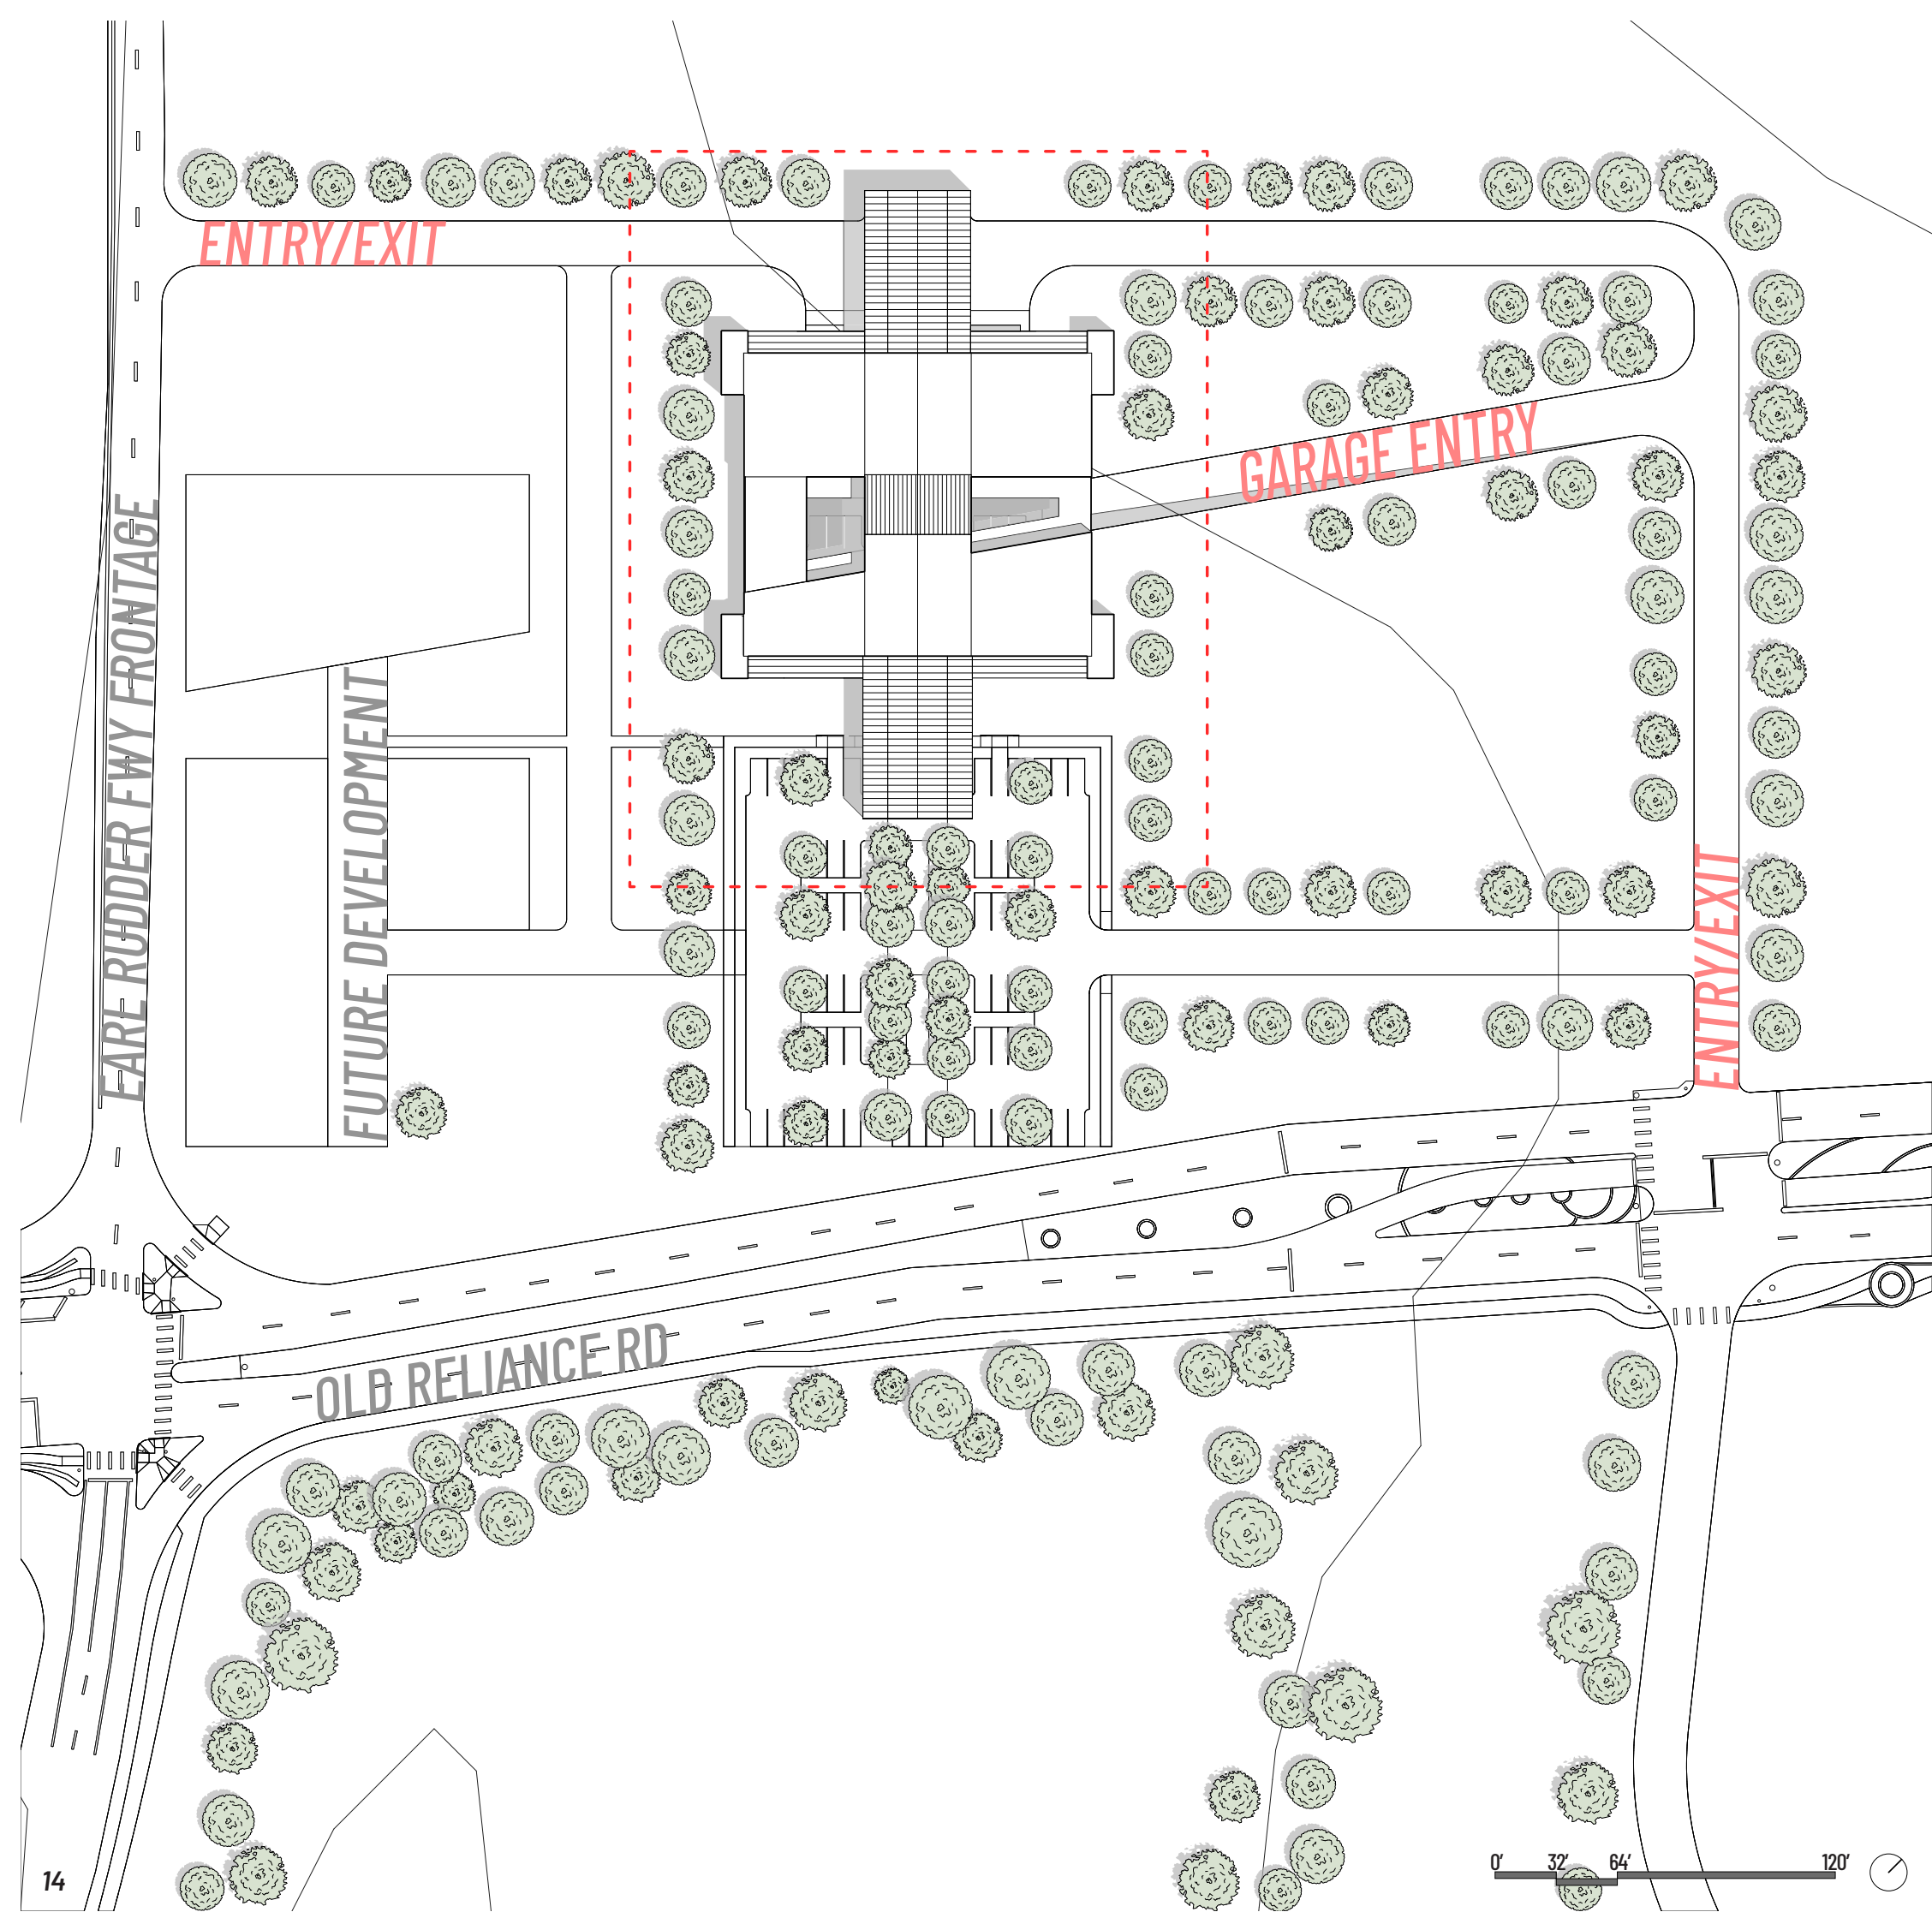 ENTRY/EXIT
GARAGE ENTRY
EARL RUDDER FWY FRONTAGE
FUTURE DEVELOPMENT
ENTRY/EXIT
OLD RELIANCE RD
0' 32' 64' 120'
14